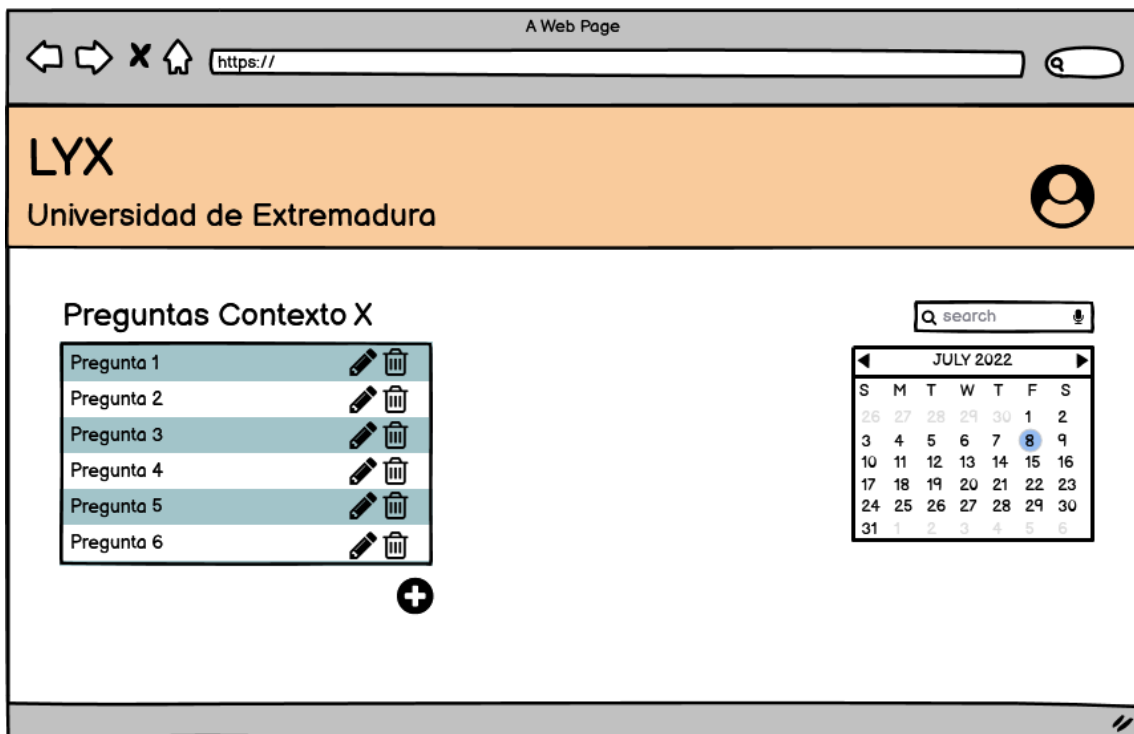 A Web Page
https://
LYX
Universidad de Extremadura
Preguntas Contexto X
Pregunta 1
Pregunta 2
Pregunta 3
Pregunta 4
Pregunta 5
Pregunta 6
search
JULY 2022
S M T W T F S
26 27 28 29 30 1 2
3 4 5 6 7 8 9
10 11 12 13 14 15 16
17 18 19 20 21 22 23
24 25 26 27 28 29 30
31 1 2 3 4 5 6